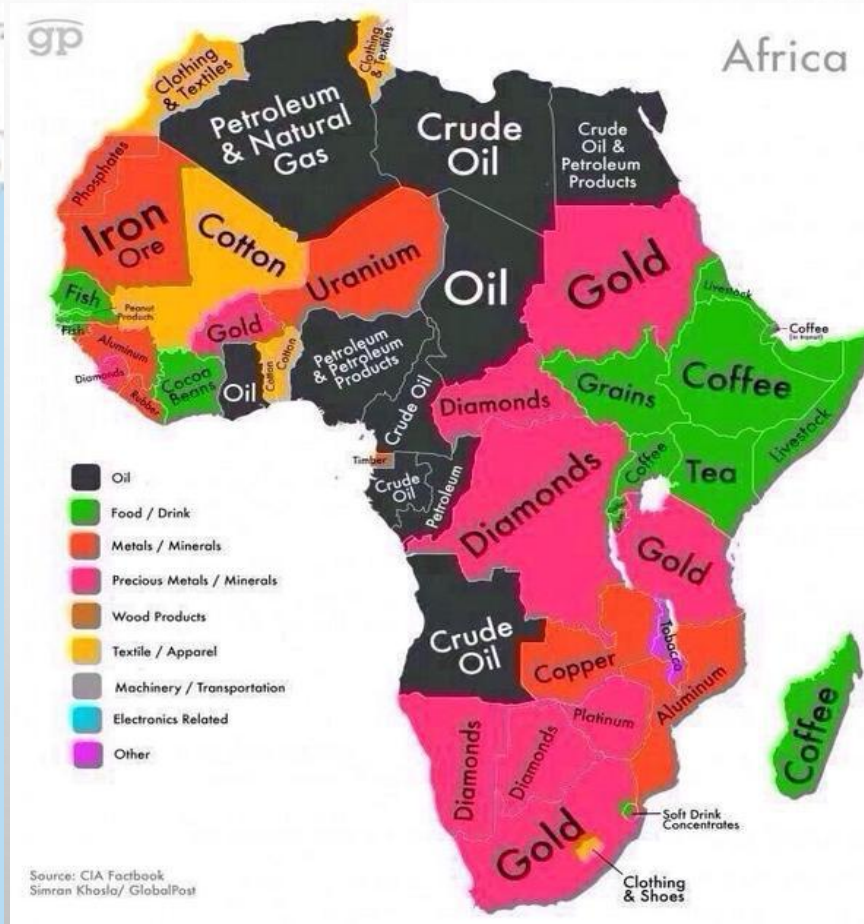 gp
Africa
Clothing
& Textiles
Clothing
& Textiles
Petroleum
& Natural
Gas
Crude
Oil
Crude
Oil &
Petroleum
Products
Phosphates
Iron
Ore
Cotton
Uranium
Oil
Gold
Livestock
Coffee
(in transit)
Fish
Peanut
Products
Fish
Aluminum
Diamonds
Rubber
Cocoa
Beans
Gold
Oil
Cotton
Cotton
Petroleum
& Petroleum
Products
Crude Oil
Diamonds
Grains
Coffee
Livestock
Timber
Crude
Oil
Petroleum
Diamonds
Coffee
Tea
Gold
Crude
Oil
Copper
Tobacco
Aluminum
Diamonds
Diamonds
Platinum
Coffee
Gold
Soft Drink
Concentrates
Clothing
& Shoes
Oil
Food / Drink
Metals / Minerals
Precious Metals / Minerals
Wood Products
Textile / Apparel
Machinery / Transportation
Electronics Related
Other
Source: CIA Factbook
Simran Khosla/ GlobalPost